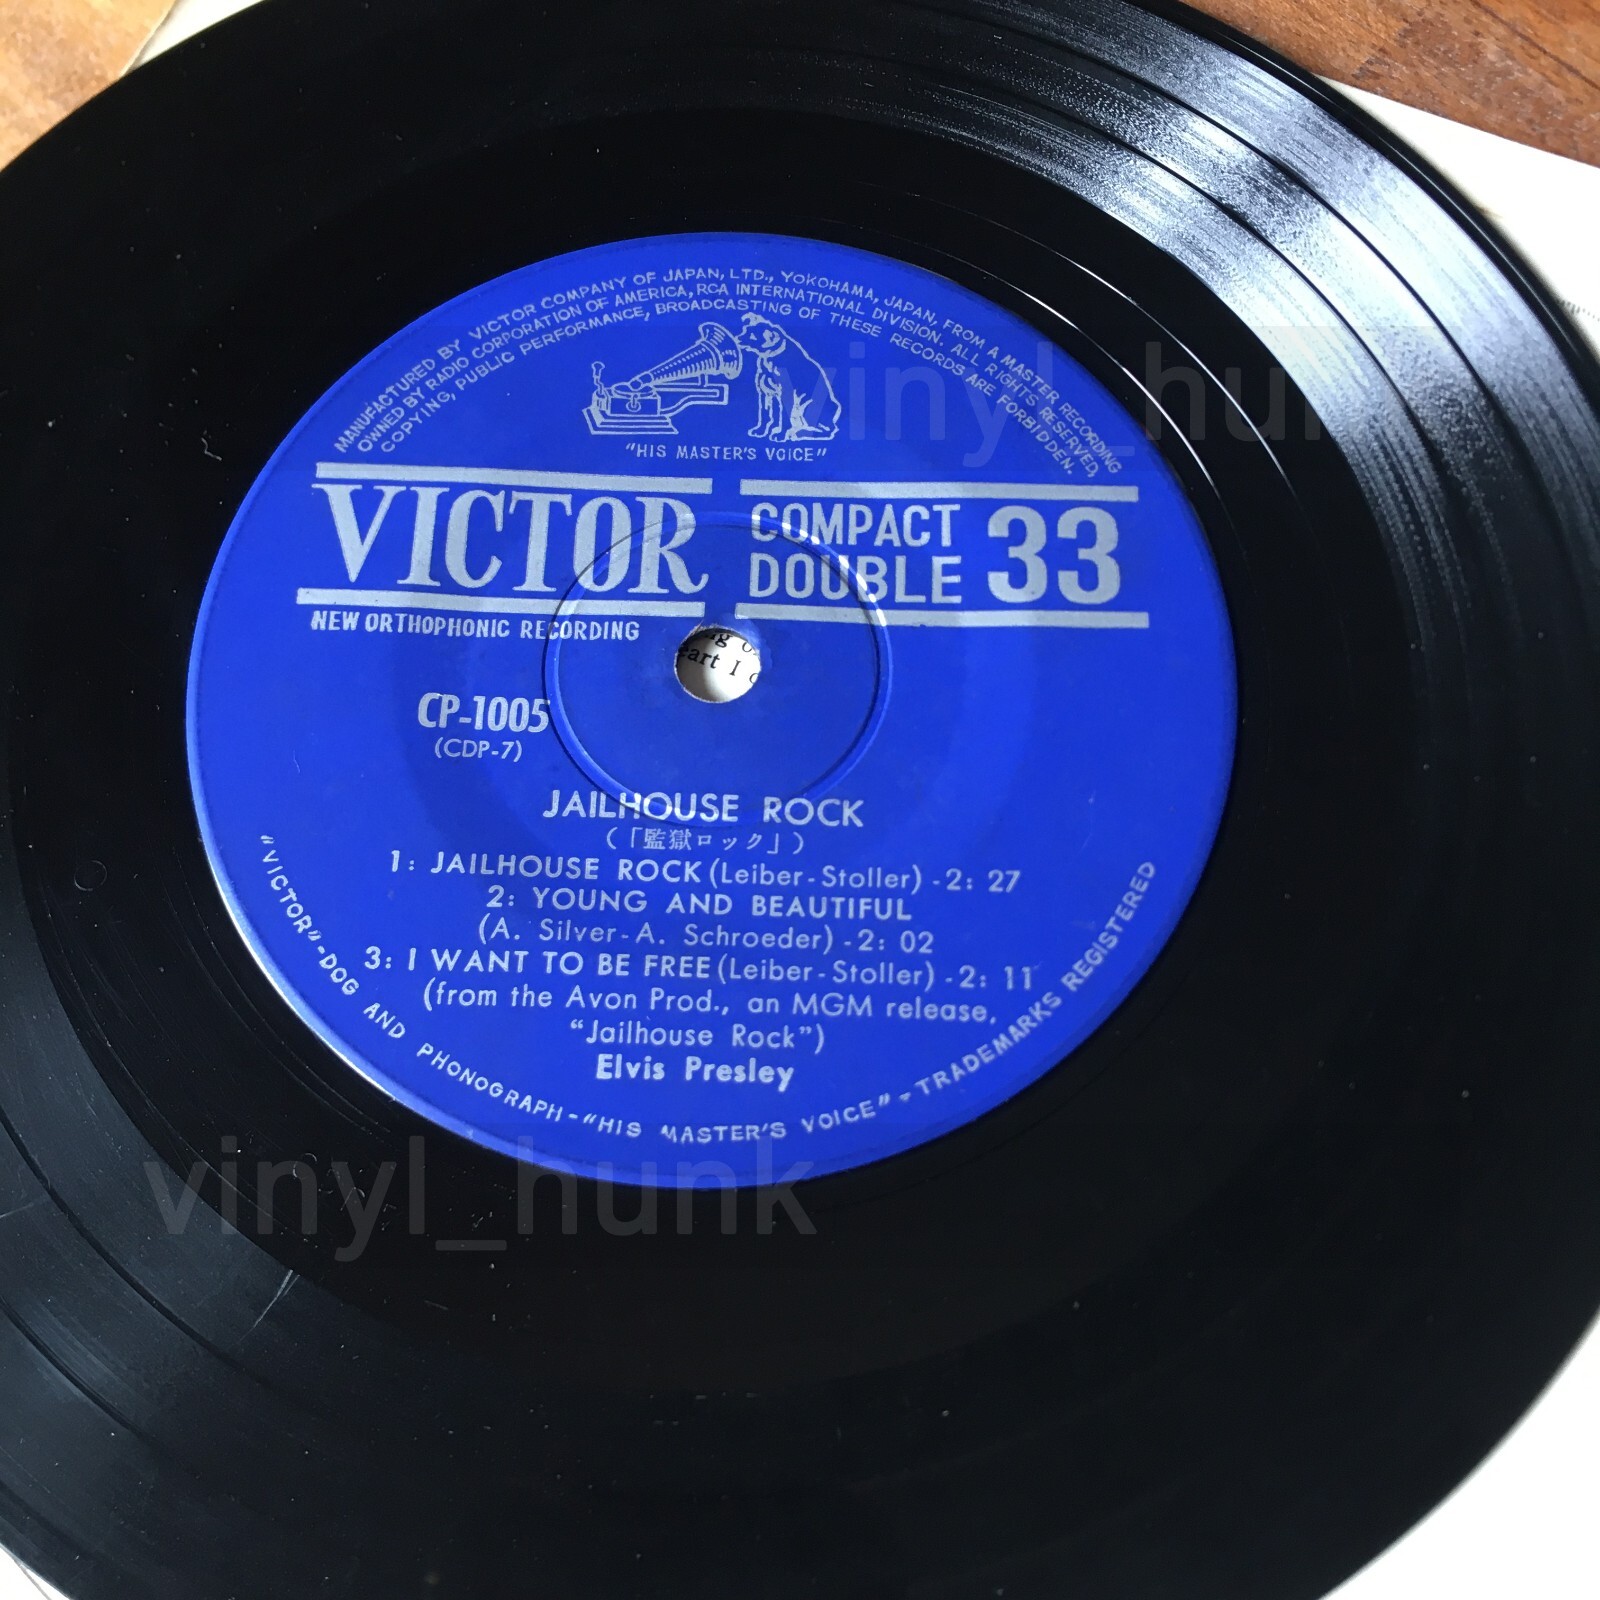 MANUFACTURED BY VICTOR COMPANY OF JAPAN, LTD., YOKOHAMA, JAPAN, FROM A MASTER RECORDING
OWNED BY RADIO CORPORATION OF AMERICA, RCA INTERNATIONAL DIVISION. ALL RIGHTS RESERVED,
COPYING, PUBLIC PERFORMANCE, BROADCASTING OF THESE RECORDS ARE FORBIDDEN.
"HIS MASTER'S VOICE"
VICTOR COMPACT DOUBLE 33
NEW ORTHOPHONIC RECORDING
eart I
CP-1005
(CDP-7)
JAILHOUSE ROCK
(「監獄ロック」)
1: JAILHOUSE ROCK (Leiber-Stoller) -2: 27
2: YOUNG AND BEAUTIFUL
(A. Silver-A. Schroeder) -2: 02
3: I WANT TO BE FREE (Leiber-Stoller) -2: 11
(from the Avon Prod., an MGM release,
"Jailhouse Rock")
Elvis Presley
"VICTOR"-DOG AND PHONOGRAPH-"HIS MASTER'S VOICE"-TRADEMARKS REGISTERED
vinyl_hunk
vinyl_hunk